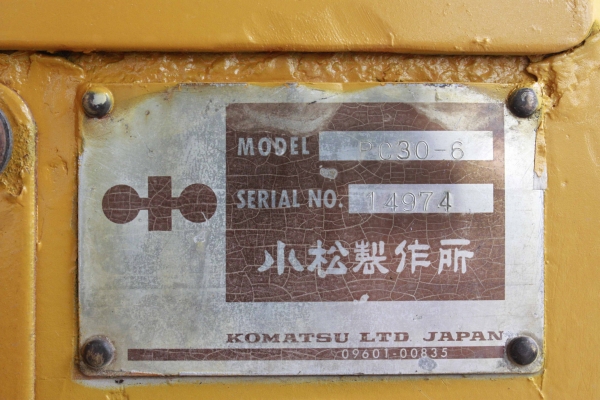 MODEL PC30-6
SERIAL NO. 14974
小松製作所
KOMATSU LTD. JAPAN
09601-00835